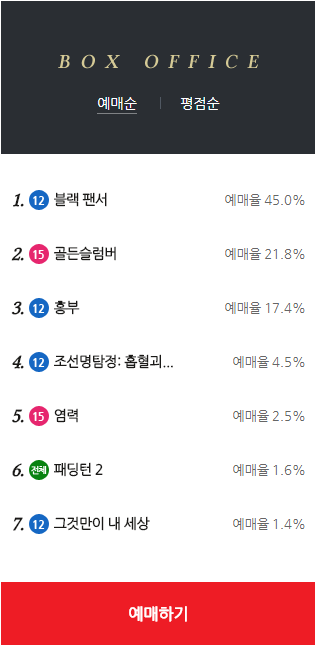 BOX OFFICE
예매순 | 평점순
1. 12 블랙 팬서 예매율 45.0%
2. 15 골든슬럼버 예매율 21.8%
3. 12 흥부 예매율 17.4%
4. 12 조선명탐정: 흡혈괴... 예매율 4.5%
5. 15 염력 예매율 2.5%
6. 전체 패딩턴 2 예매율 1.6%
7. 12 그것만이 내 세상 예매율 1.4%
예매하기